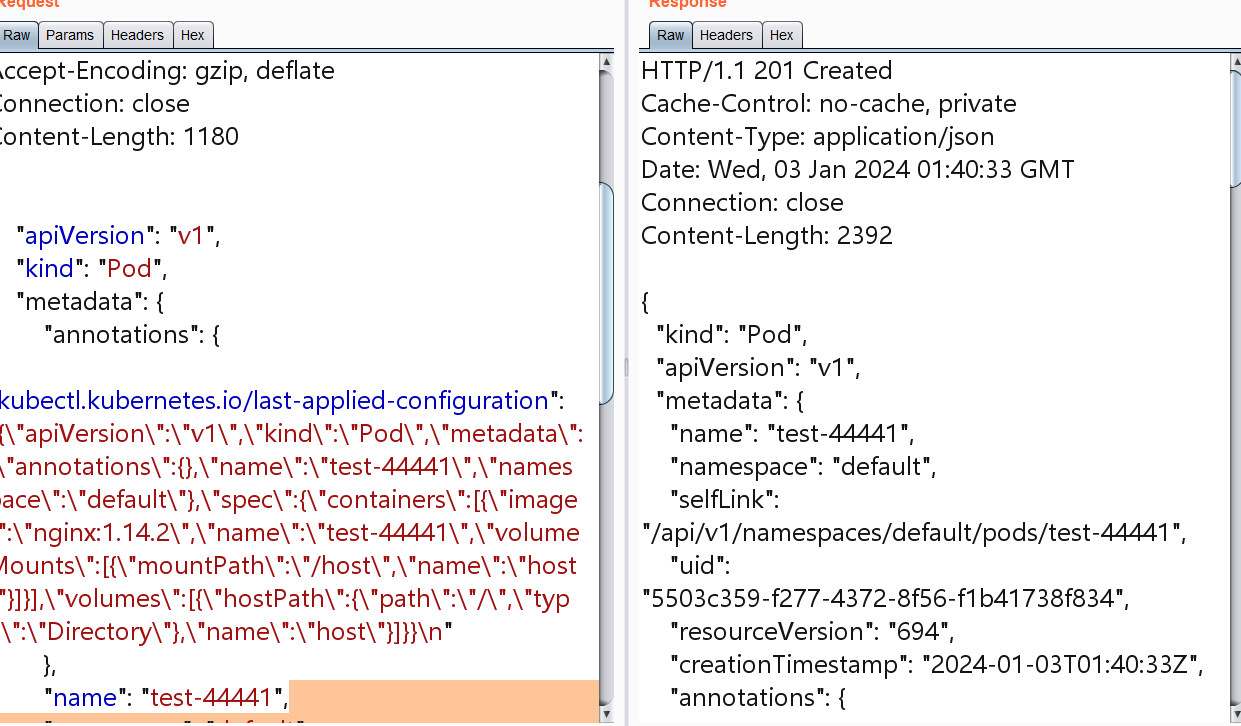 Request
Raw Params Headers Hex
Accept-Encoding: gzip, deflate
Connection: close
Content-Length: 1180
"apiVersion": "v1",
"kind": "Pod",
"metadata": {
"annotations": {
kubectl.kubernetes.io/last-applied-configuration":
{\"apiVersion\":\"v1\",\"kind\":\"Pod\",\"metadata\":
\"annotations\":{},\"name\":\"test-44441\",\"names
pace\":\"default\"},\"spec\":{\"containers\":[{\"image
":\"nginx:1.14.2\",\"name\":\"test-44441\",\"volume
Mounts\":[{\"mountPath\":\"/host\",\"name\":\"host
"}]}],\"volumes\":[{\"hostPath\":{\"path\":\"/\",\"typ
\":\"Directory\"},\"name\":\"host\"}]}}\n"
},
"name": "test-44441",
Response
Raw Headers Hex
HTTP/1.1 201 Created
Cache-Control: no-cache, private
Content-Type: application/json
Date: Wed, 03 Jan 2024 01:40:33 GMT
Connection: close
Content-Length: 2392
{
"kind": "Pod",
"apiVersion": "v1",
"metadata": {
"name": "test-44441",
"namespace": "default",
"selfLink":
"/api/v1/namespaces/default/pods/test-44441",
"uid":
"5503c359-f277-4372-8f56-f1b41738f834",
"resourceVersion": "694",
"creationTimestamp": "2024-01-03T01:40:33Z",
"annotations": {